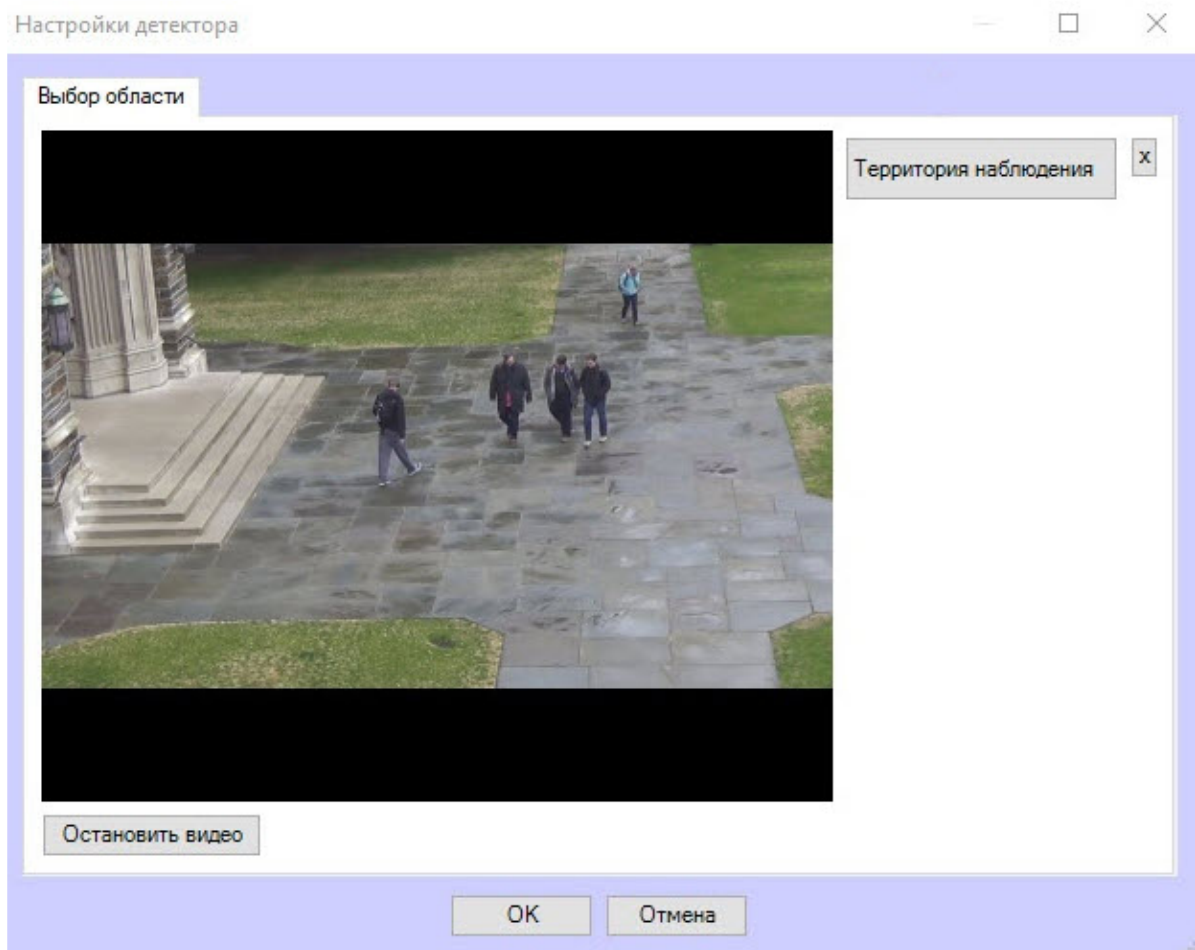 Настройки детектора
Выбор области
Территория наблюдения
x
Остановить видео
OK
Отмена